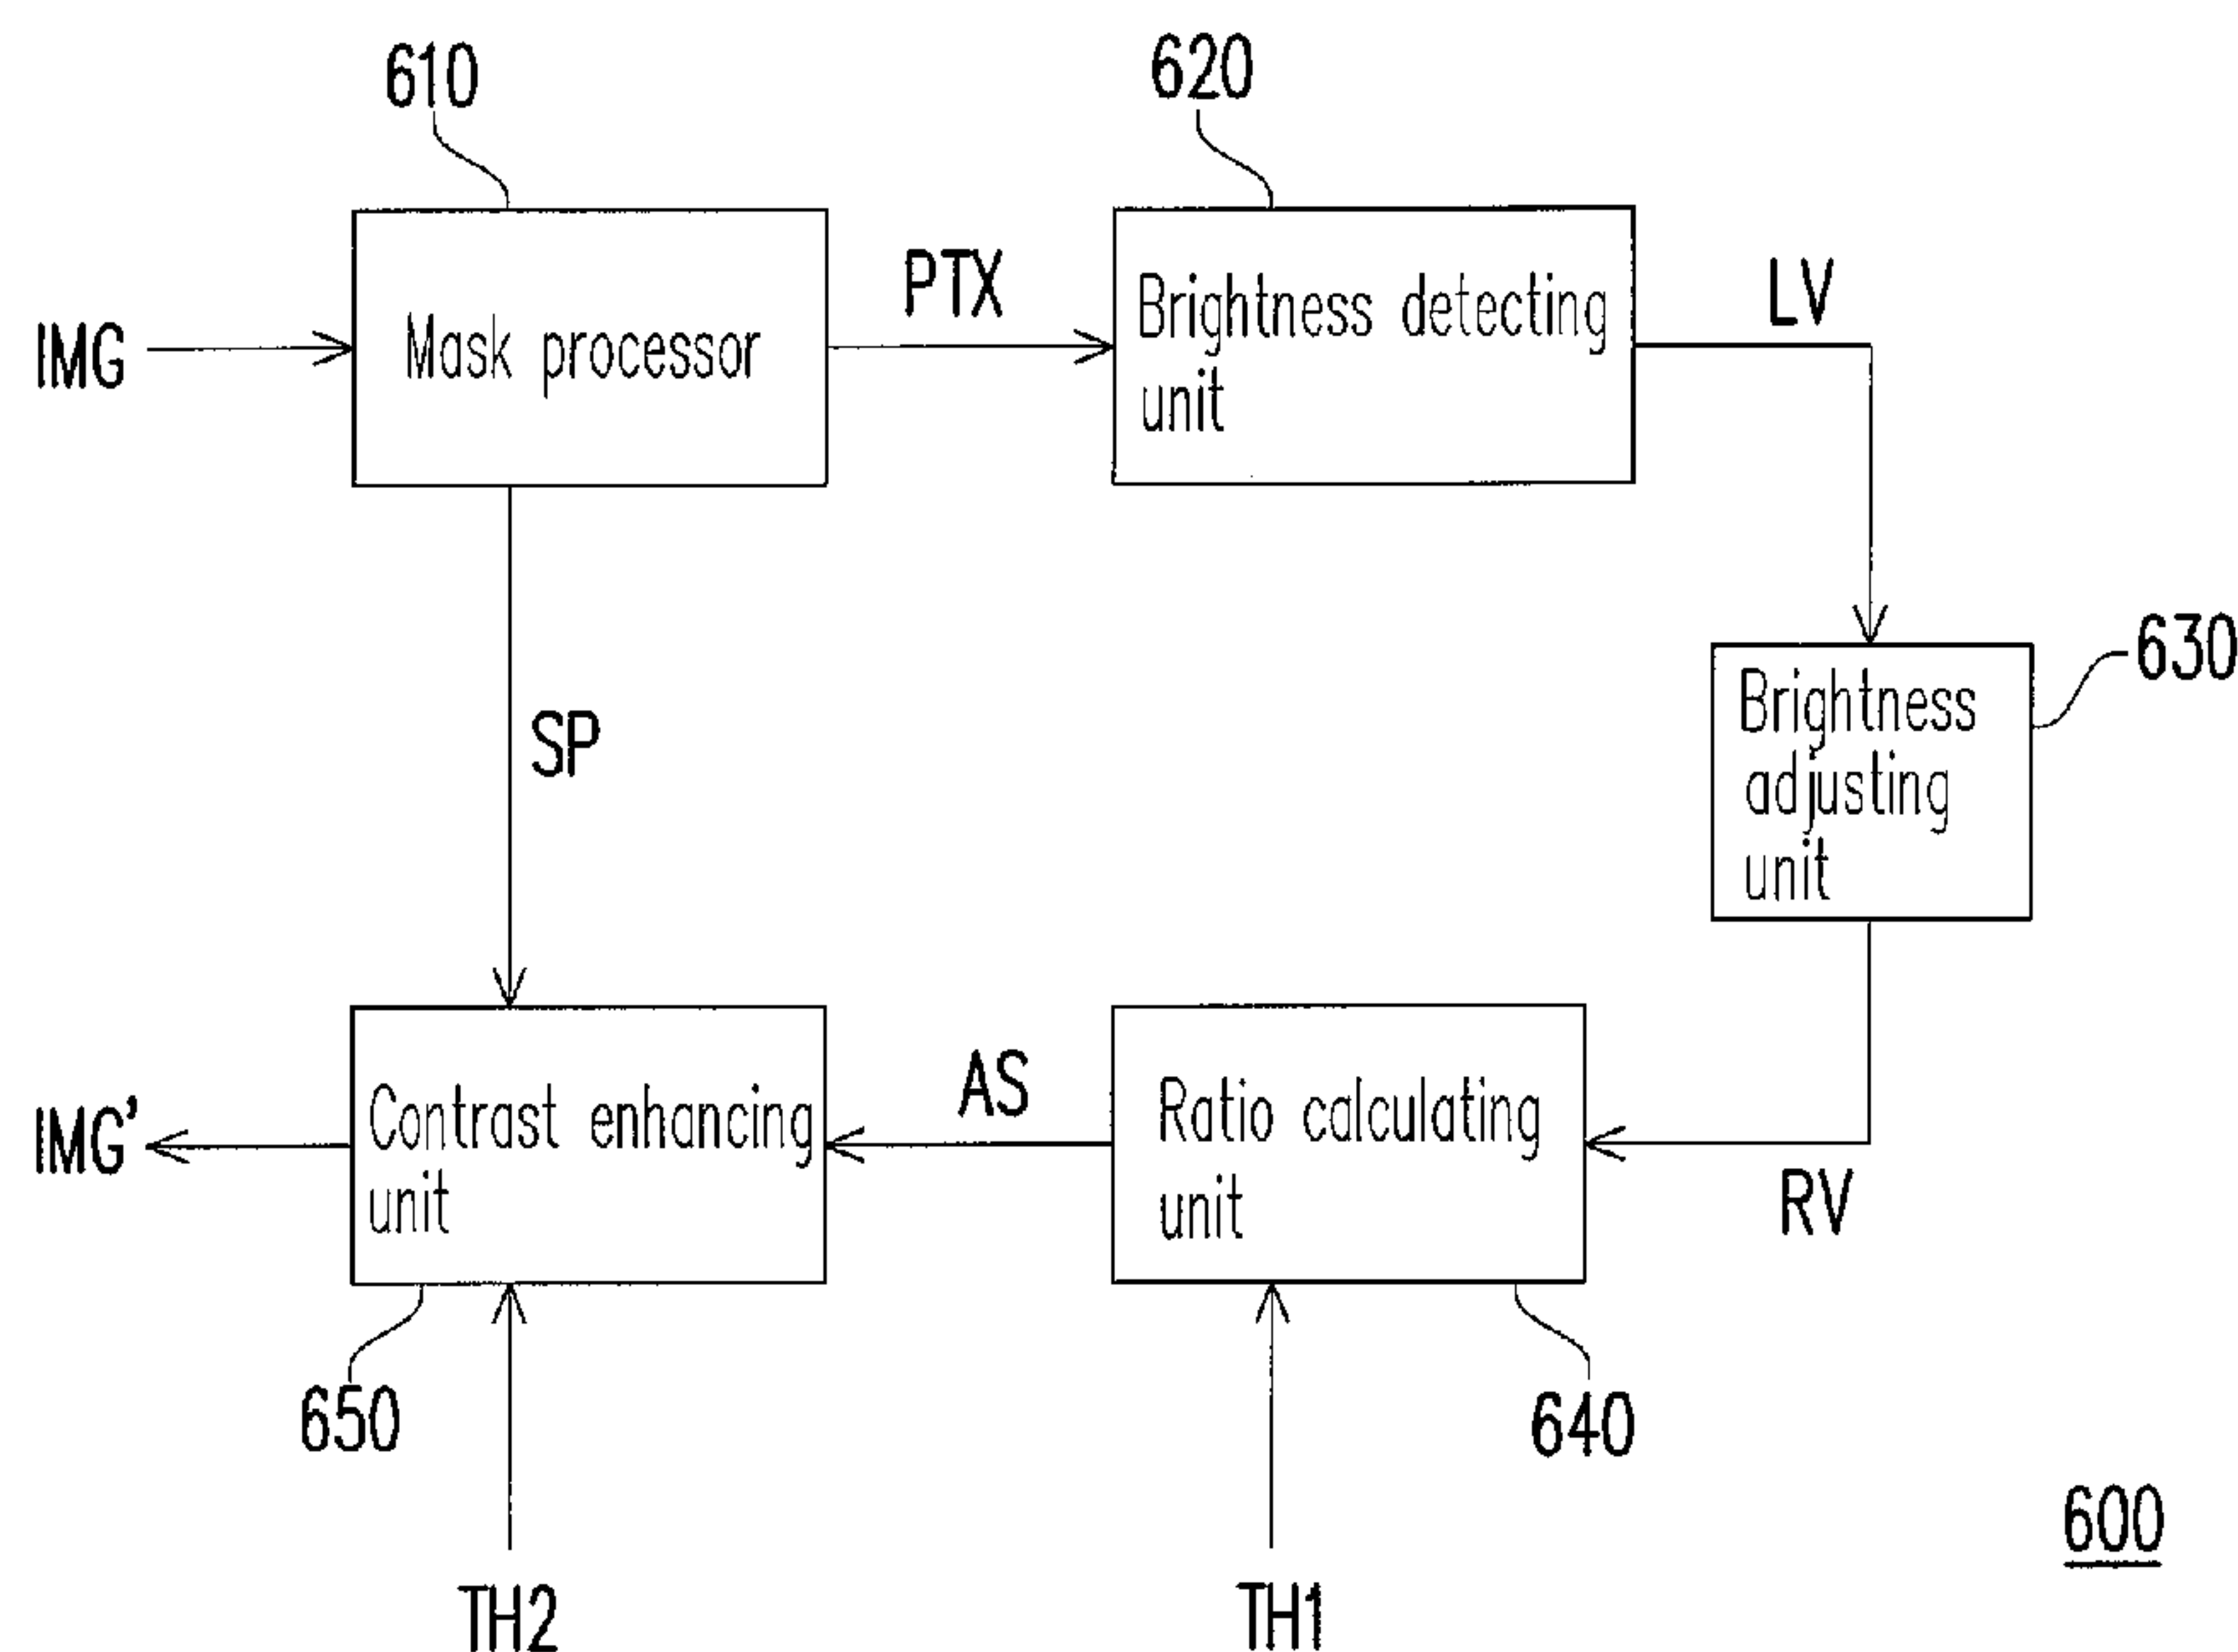 610
620
IMG
Mask processor
PTX
Brightness detecting
unit
LV
630
Brightness
adjusting
unit
SP
IMG'
Contrast enhancing
unit
AS
Ratio calculating
unit
RV
650
640
600
TH2
TH1